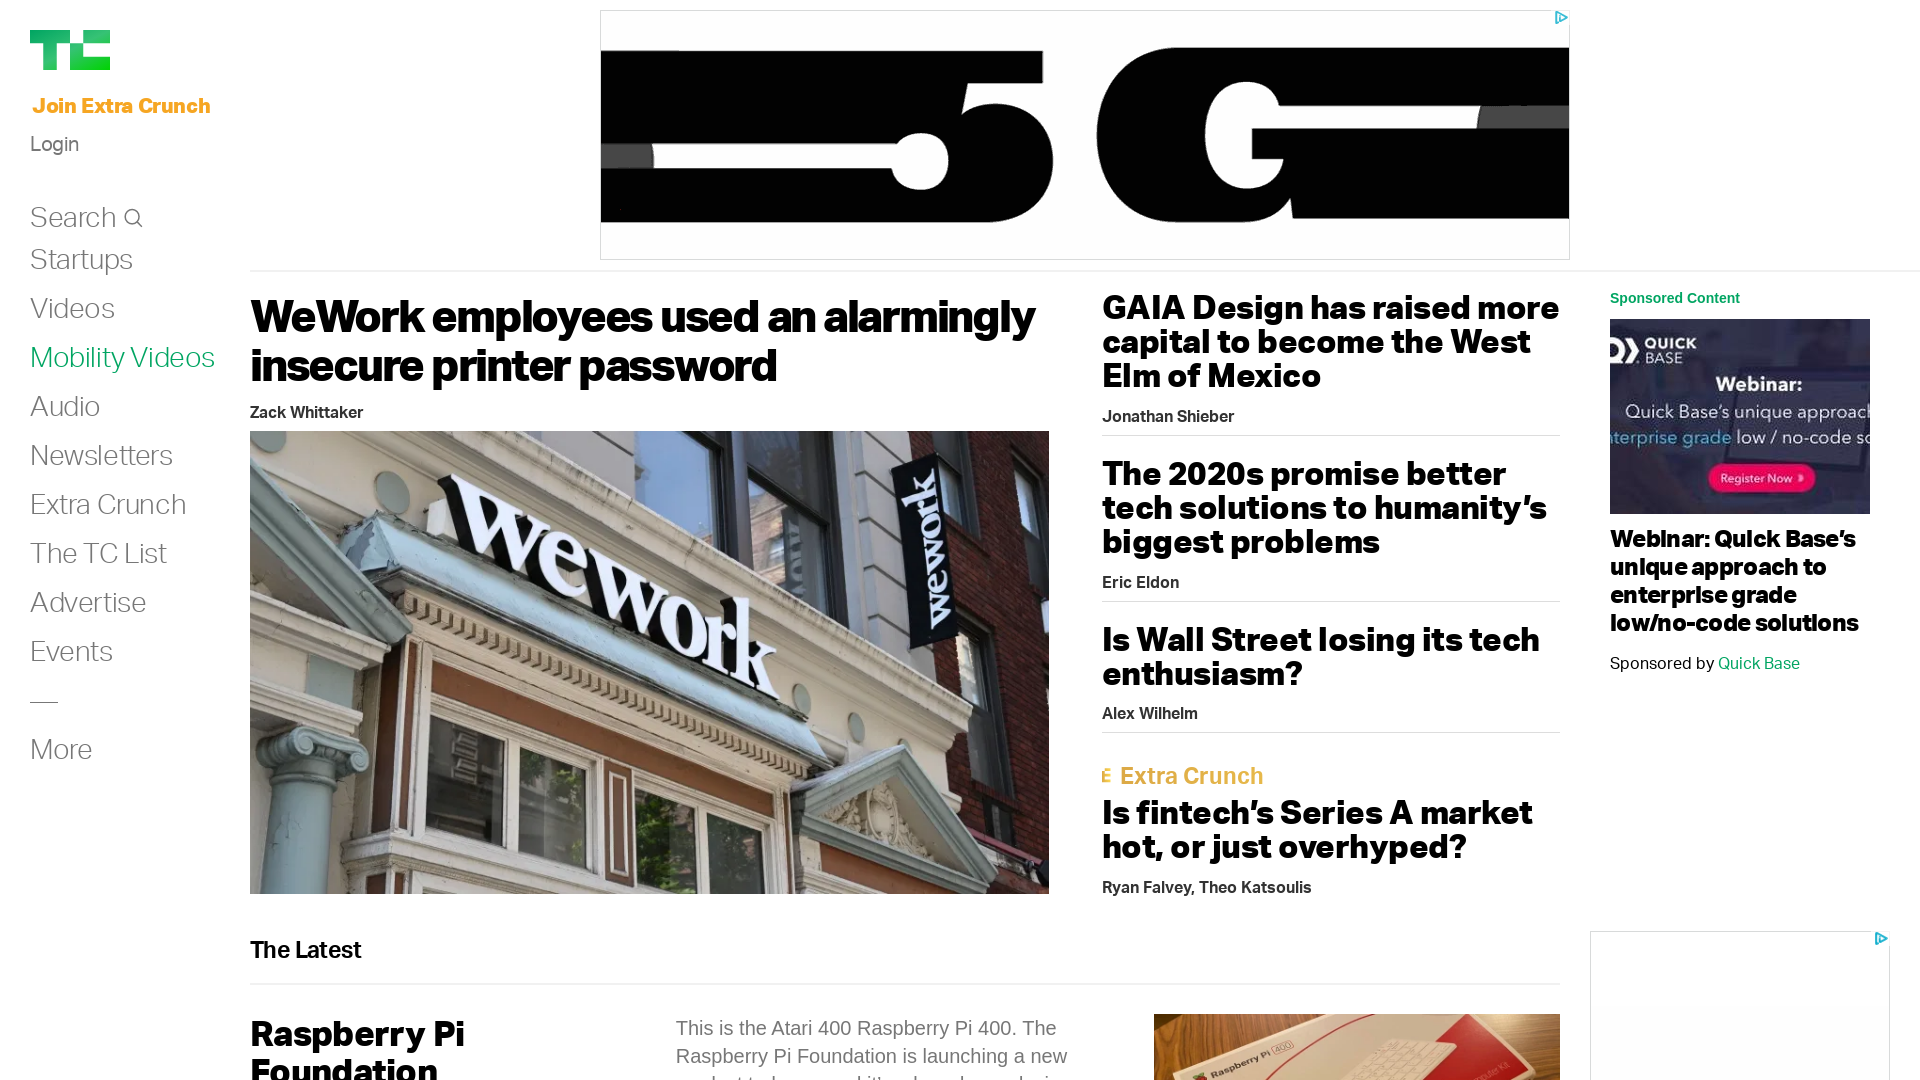 TC
Join Extra Crunch
Login
Search
Startups
Videos
Mobility Videos
Audio
Newsletters
Extra Crunch
The TC List
Advertise
Events
More
5G
WeWork employees used an alarmingly
insecure printer password
Zack Whittaker
wework
wework
GAIA Design has raised more
capital to become the West
Elm of Mexico
Jonathan Shieber
The 2020s promise better
tech solutions to humanity’s
biggest problems
Eric Eldon
Is Wall Street losing its tech
enthusiasm?
Alex Wilhelm
Extra Crunch
Is fintech’s Series A market
hot, or just overhyped?
Ryan Falvey, Theo Katsoulis
Sponsored Content
QUICK
BASE
Webinar:
Quick Base’s unique approach
nterprise grade low / no-code so
Register Now
Webinar: Quick Base’s
unique approach to
enterprise grade
low/no-code solutions
Sponsored by Quick Base
The Latest
Raspberry Pi
Foundation
This is the Atari 400 Raspberry Pi 400. The
Raspberry Pi Foundation is launching a new
Raspberry Pi 400